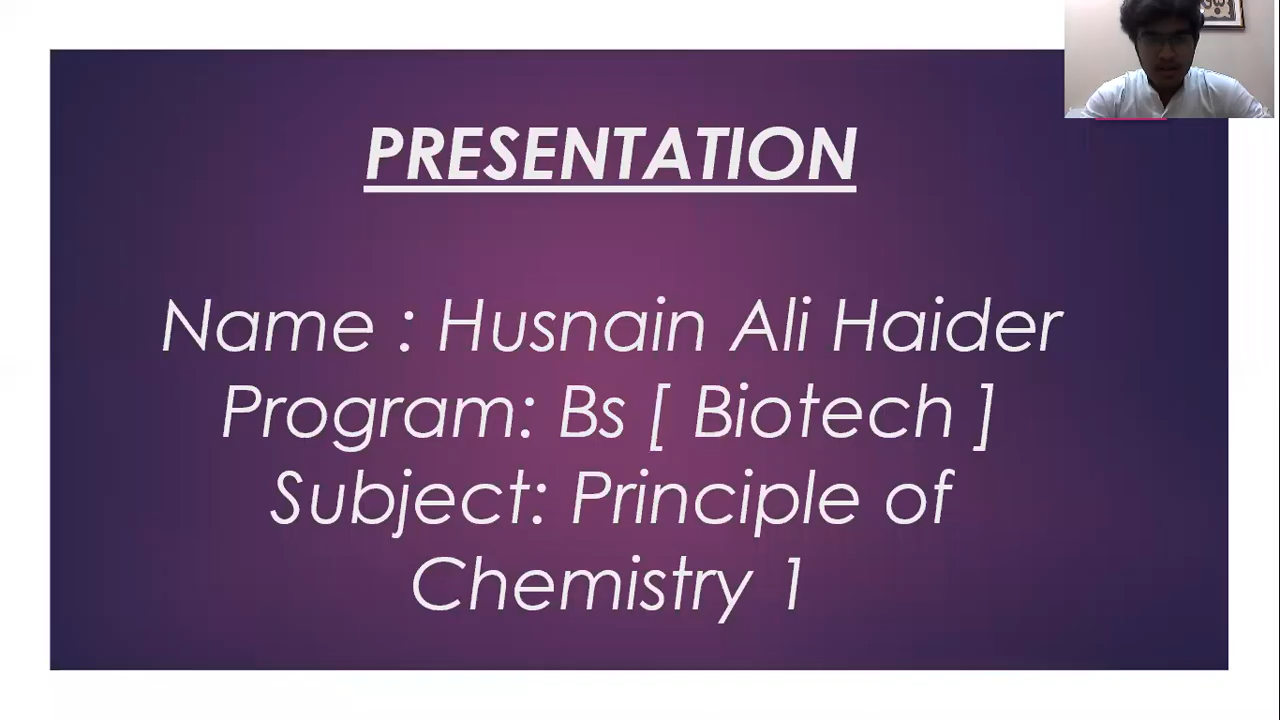 PRESENTATION
Name : Husnain Ali Haider
Program: Bs [ Biotech ]
Subject: Principle of
Chemistry 1